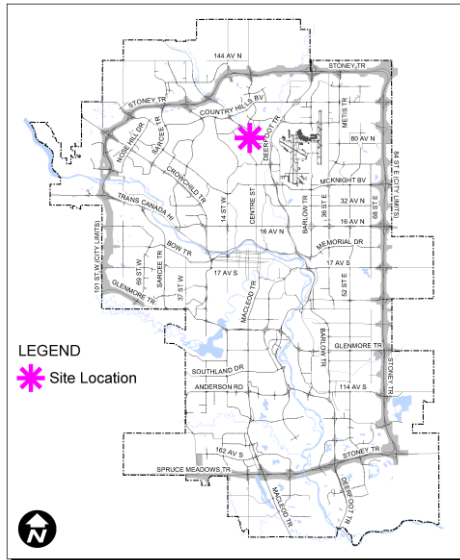 144 AV N
STONEY TR
STONEY TR
COUNTRY HILLS BV
METIS TR
NOSE HILL DR
SARCEE TR
DEERFOOT TR
80 AV N
84 ST E (CITY LIMITS)
CROWCHILD TR
MCKNIGHT BV
TRANS CANADA HI
14 ST W
CENTRE ST
BARLOW TR
36 ST E
32 AV N
68 ST E
16 AV N
16 AV N
101 ST W (CITY LIMITS)
BOW TR
MEMORIAL DR
69 ST W
SARCEE TR
37 ST W
17 AV S
17 AV S
52 ST E
GLENMORE TR
MACLEOD TR
BARLOW TR
GLENMORE TR
LEGEND
Site Location
SOUTHLAND DR
ANDERSON RD
114 AV S
STONEY TR
162 AV S
STONEY TR
SPRUCE MEADOWS TR
MACLEOD TR
DEERFOOT TR
N